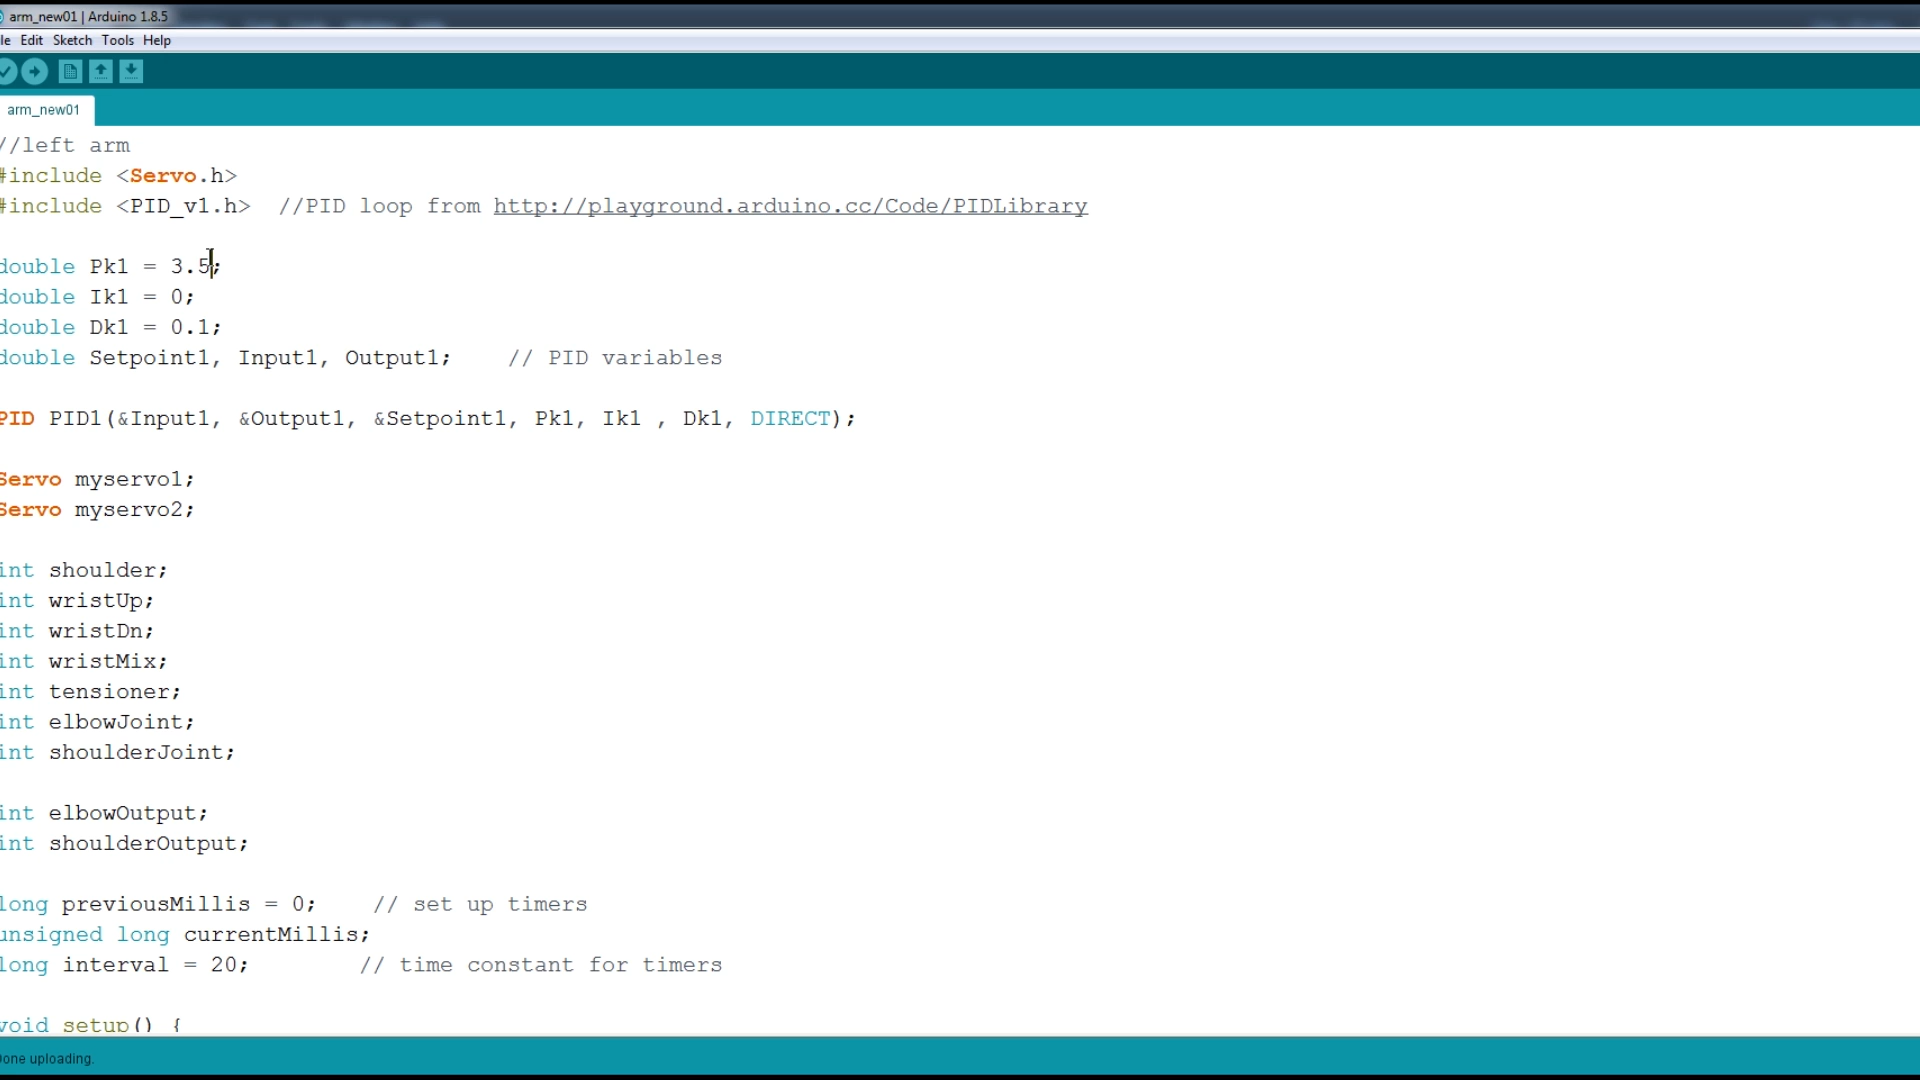 arm_new01 | Arduino 1.8.5
le Edit Sketch Tools Help
arm_new01
//left arm
#include <Servo.h>
#include <PID_v1.h> //PID loop from http://playground.arduino.cc/Code/PIDLibrary
double Pk1 = 3.5;
double Ik1 = 0;
double Dk1 = 0.1;
double Setpoint1, Input1, Output1; // PID variables
PID PID1(&Input1, &Output1, &Setpoint1, Pk1, Ik1 , Dk1, DIRECT);
Servo myservo1;
Servo myservo2;
int shoulder;
int wristUp;
int wristDn;
int wristMix;
int tensioner;
int elbowJoint;
int shoulderJoint;
int elbowOutput;
int shoulderOutput;
long previousMillis = 0; // set up timers
unsigned long currentMillis;
long interval = 20; // time constant for timers
void setup() {
Done uploading.